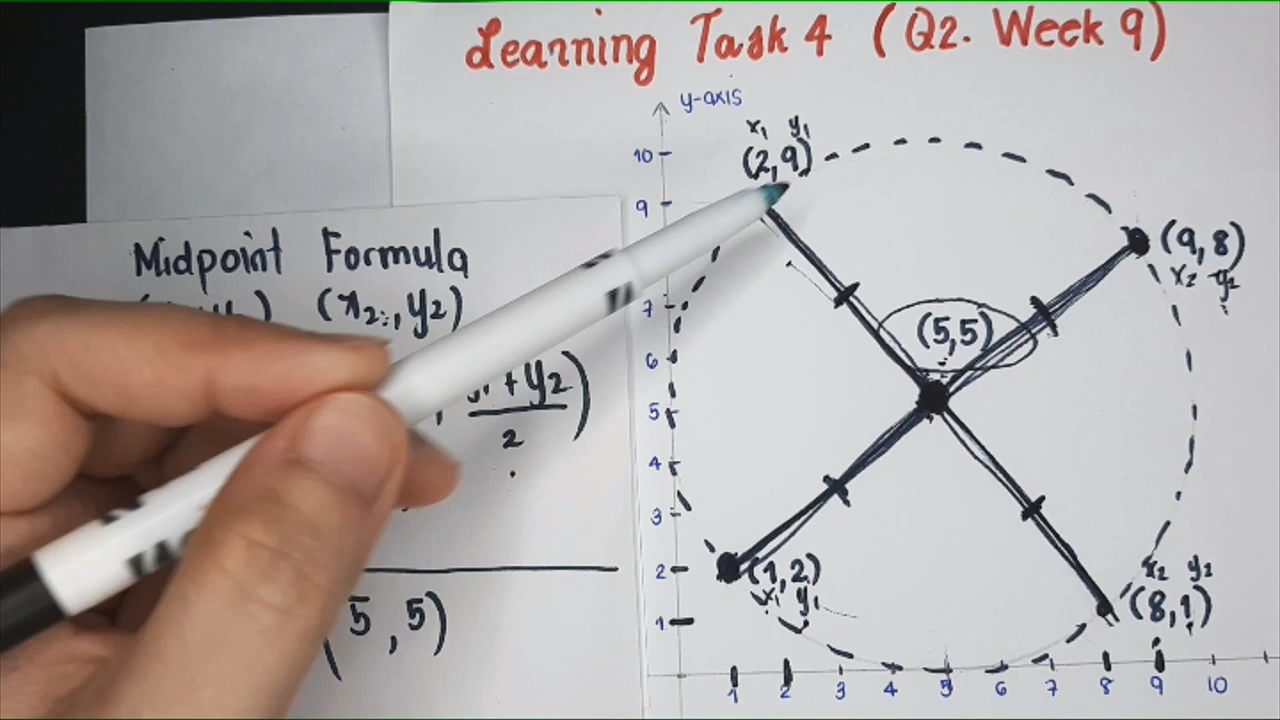 Learning Task 4 (Q2. Week 9)
y-axis
x₁ y₁
(2,9)
10
9
7
6
5
4
3
2
1
(9,8)
x₂ y₂
(5,5)
(1,2)
x₁ y₁
x₂ y₂
(8,1)
1 2 3 4 5 6 7 8 9 10
Midpoint Formula
(x₂, y₂)
+ y₂
2
5, 5)